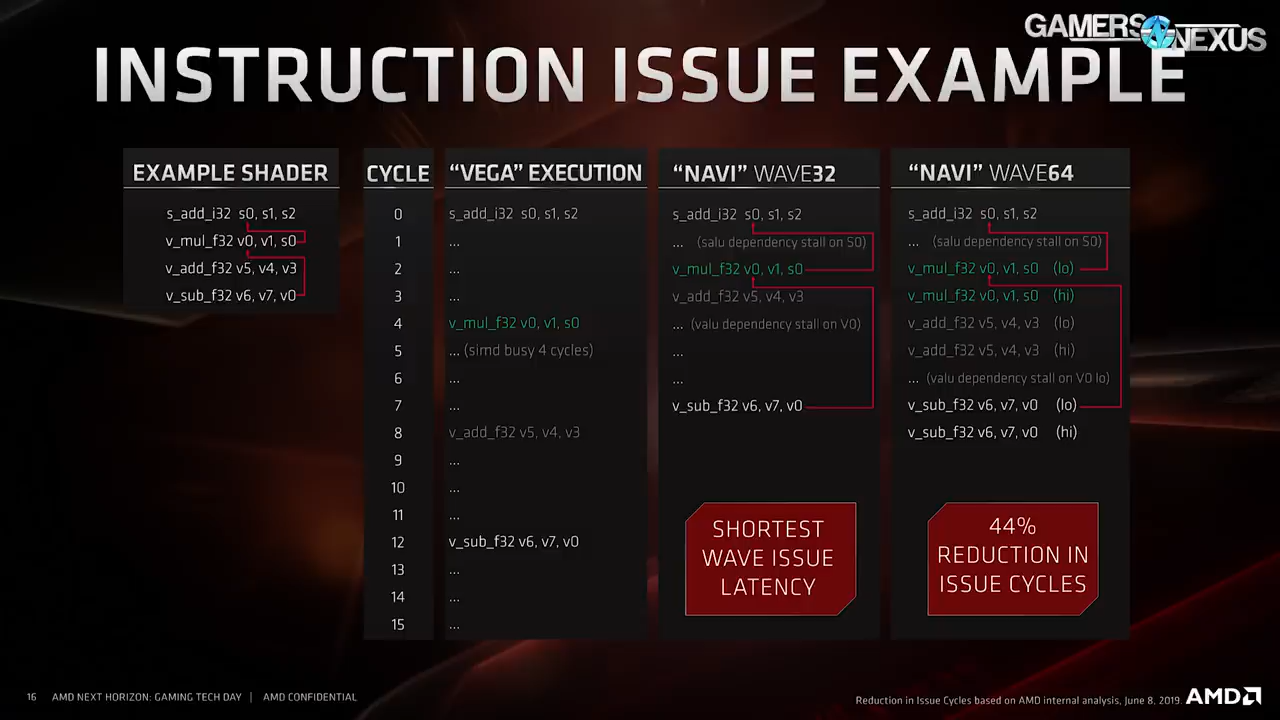 GAMERS NEXUS
INSTRUCTION ISSUE EXAMPLE
EXAMPLE SHADER
s_add_i32 s0, s1, s2
v_mul_f32 v0, v1, s0
v_add_f32 v5, v4, v3
v_sub_f32 v6, v7, v0
CYCLE
0
1
2
3
4
5
6
7
8
9
10
11
12
13
14
15
“VEGA” EXECUTION
s_add_i32 s0, s1, s2
...
...
...
v_mul_f32 v0, v1, s0
... (simd busy 4 cycles)
...
...
v_add_f32 v5, v4, v3
...
...
...
v_sub_f32 v6, v7, v0
...
...
...
“NAVI” WAVE32
s_add_i32 s0, s1, s2
... (salu dependency stall on S0)
v_mul_f32 v0, v1, s0
v_add_f32 v5, v4, v3
... (valu dependency stall on V0)
...
...
v_sub_f32 v6, v7, v0
SHORTEST
WAVE ISSUE
LATENCY
“NAVI” WAVE64
s_add_i32 s0, s1, s2
... (salu dependency stall on S0)
v_mul_f32 v0, v1, s0 (lo)
v_mul_f32 v0, v1, s0 (hi)
v_add_f32 v5, v4, v3 (lo)
v_add_f32 v5, v4, v3 (hi)
... (valu dependency stall on V0 lo)
v_sub_f32 v6, v7, v0 (lo)
v_sub_f32 v6, v7, v0 (hi)
44%
REDUCTION IN
ISSUE CYCLES
16 AMD NEXT HORIZON: GAMING TECH DAY | AMD CONFIDENTIAL
Reduction in Issue Cycles based on AMD internal analysis, June 8, 2019.
AMD